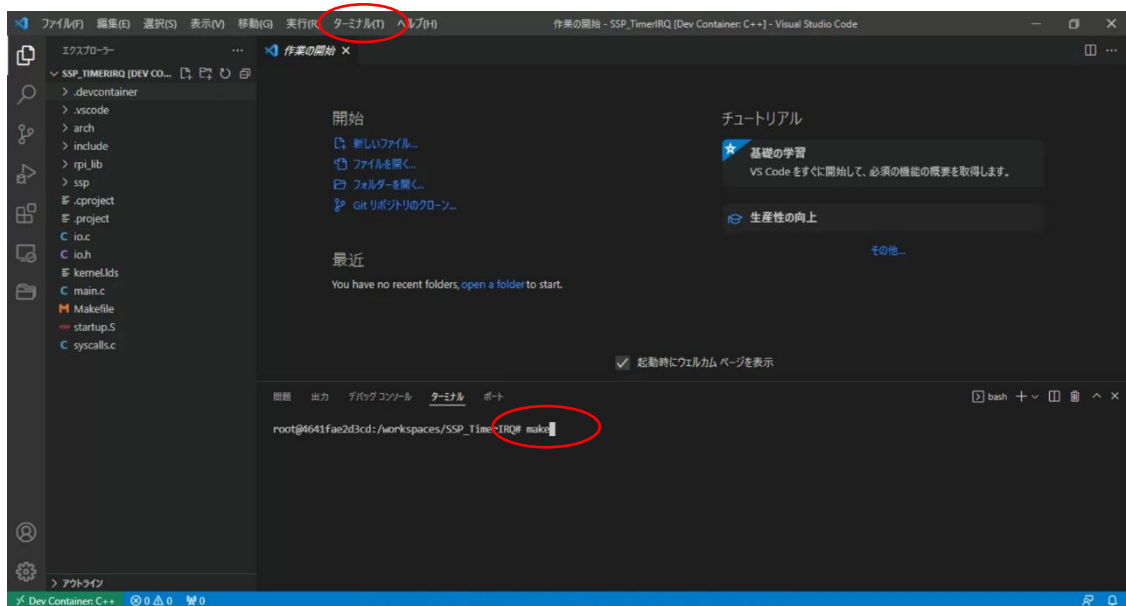 ファイル(F) 編集(E) 選択(S) 表示(V) 移動(G) 実行(R) ターミナル(T) ヘルプ(H) 作業の開始 - SSP_TimerIRQ [Dev Container: C++] - Visual Studio Code
エクスプローラー
SSP_TIMERIRQ [DEV CO...
.devcontainer
.vscode
arch
include
rpi_lib
ssp
.cproject
.project
C io.c
C io.h
kernel.lds
C main.c
M Makefile
startup.S
C syscalls.c
アウトライン
作業の開始
開始
新しいファイル...
ファイルを開く...
フォルダーを開く...
Git リポジトリのクローン...
最近
You have no recent folders, open a folder to start.
チュートリアル
基礎の学習
VS Code をすぐに開始して、必須の機能の概要を取得します。
生産性の向上
その他...
起動時にウェルカム ページを表示
問題 出力 デバッグ コンソール ターミナル ポート bash
root@4641fae2d3cd:/workspaces/SSP_TimerIRQ# make
Dev Container: C++ 0 0 0